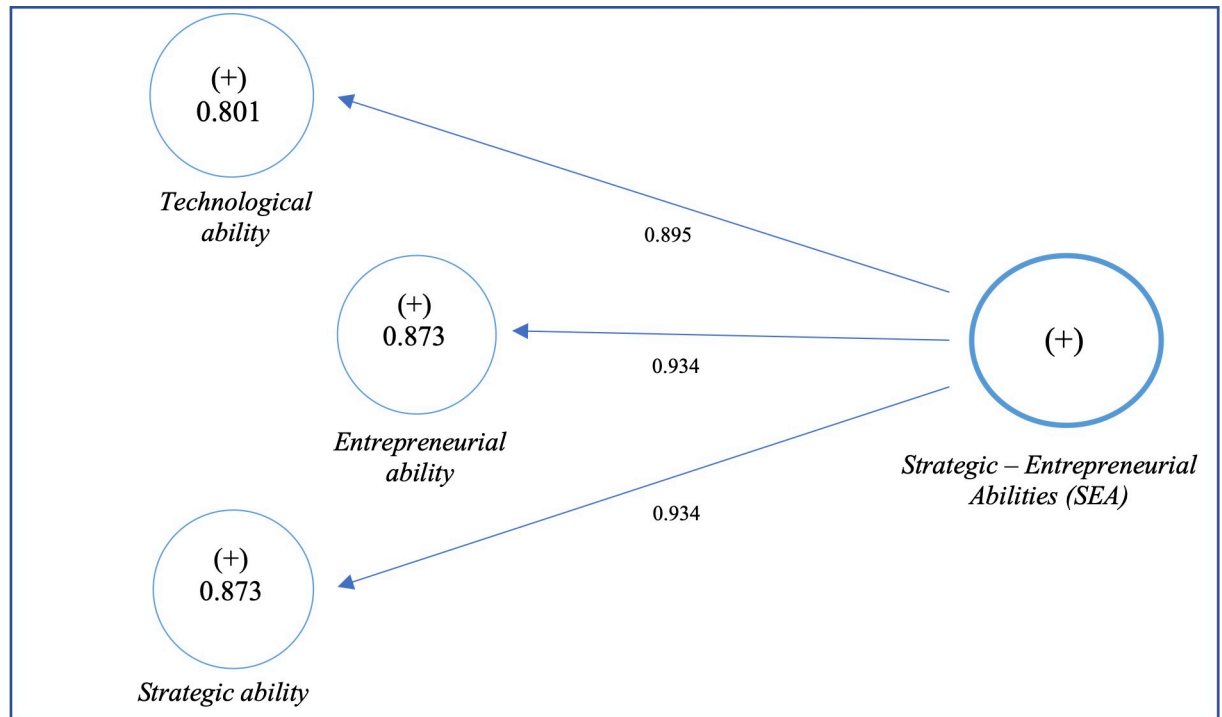 (+)
0.801
Technological
ability
0.895
(+)
0.873
Entrepreneurial
ability
0.934
(+)
Strategic – Entrepreneurial
Abilities (SEA)
0.934
(+)
0.873
Strategic ability